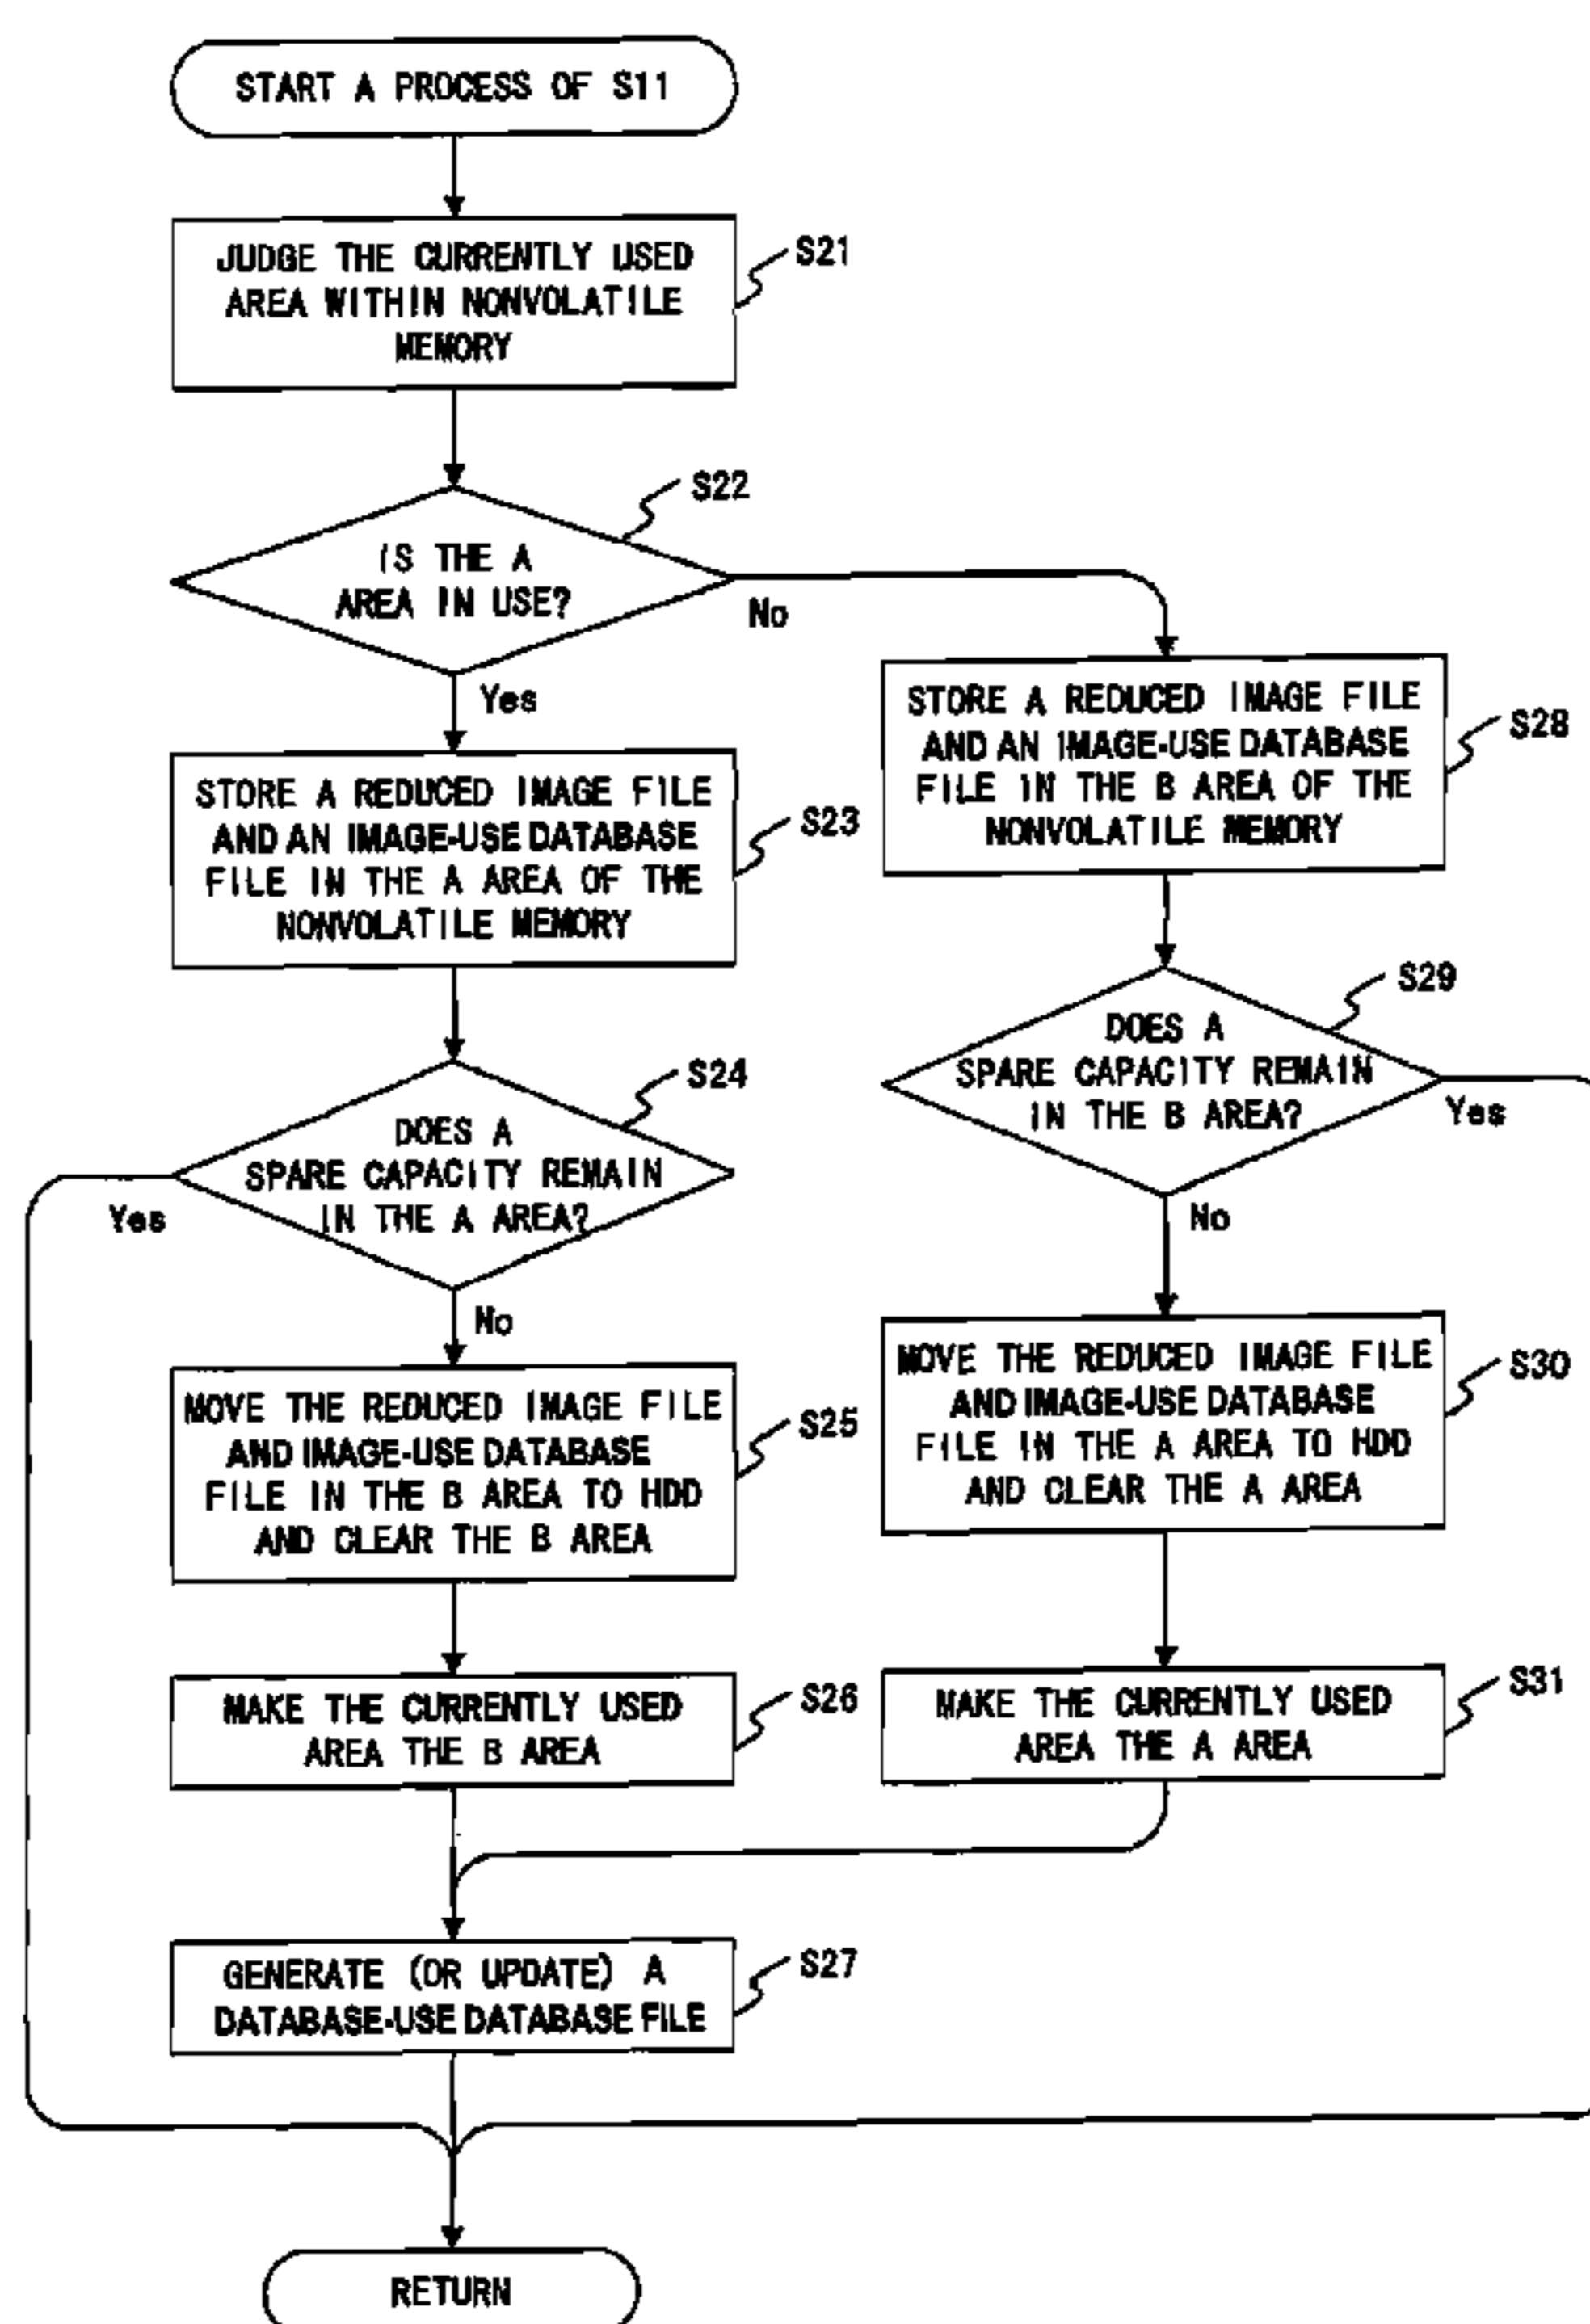 START A PROCESS OF S11
JUDGE THE CURRENTLY USED
AREA WITHIN NONVOLATILE
MEMORY
S21
IS THE A
AREA IN USE?
S22
No
Yes
STORE A REDUCED IMAGE FILE
AND AN IMAGE-USE DATABASE
FILE IN THE A AREA OF THE
NONVOLATILE MEMORY
S23
STORE A REDUCED IMAGE FILE
AND AN IMAGE-USE DATABASE
FILE IN THE B AREA OF THE
NONVOLATILE MEMORY
S28
DOES A
SPARE CAPACITY REMAIN
IN THE A AREA?
S24
Yes
No
DOES A
SPARE CAPACITY REMAIN
IN THE B AREA?
S29
Yes
No
MOVE THE REDUCED IMAGE FILE
AND IMAGE-USE DATABASE
FILE IN THE B AREA TO HDD
AND CLEAR THE B AREA
S25
MOVE THE REDUCED IMAGE FILE
AND IMAGE-USE DATABASE
FILE IN THE A AREA TO HDD
AND CLEAR THE A AREA
S30
MAKE THE CURRENTLY USED
AREA THE B AREA
S26
MAKE THE CURRENTLY USED
AREA THE A AREA
S31
GENERATE (OR UPDATE) A
DATABASE-USE DATABASE FILE
S27
RETURN